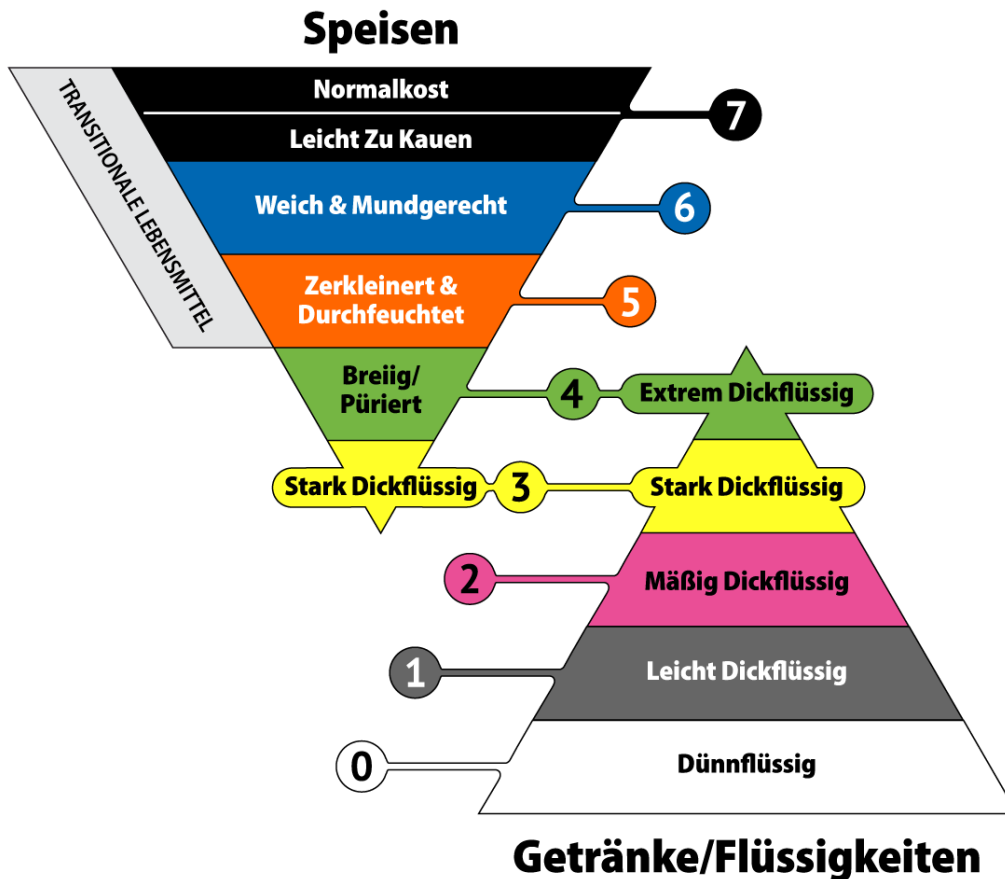 Speisen
TRANSITIONALE LEBENSMITTEL
Normalkost
7
Leicht Zu Kauen
Weich & Mundgerecht
6
Zerkleinert &
Durchfeuchtet
5
Breiig/
Püriert
4
Extrem Dickflüssig
Stark Dickflüssig
3
Stark Dickflüssig
2
Mäßig Dickflüssig
1
Leicht Dickflüssig
0
Dünnflüssig
Getränke/Flüssigkeiten